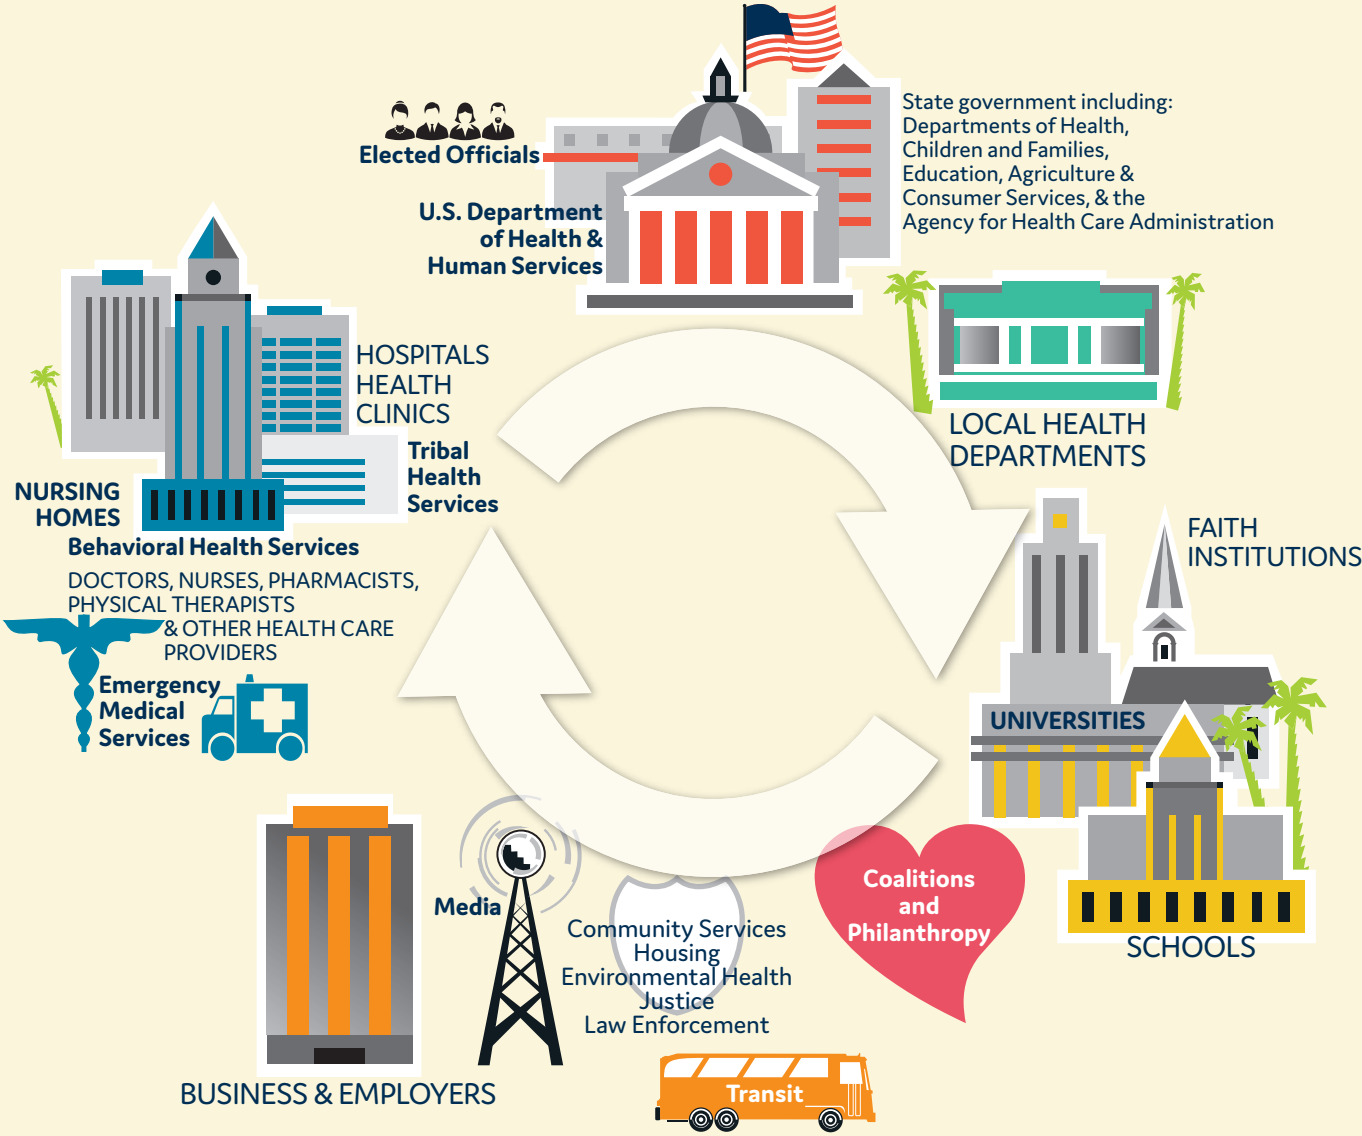 Elected Officials
U.S. Department
of Health &
Human Services
State government including:
Departments of Health,
Children and Families,
Education, Agriculture &
Consumer Services, & the
Agency for Health Care Administration
LOCAL HEALTH
DEPARTMENTS
HOSPITALS
HEALTH
CLINICS
Tribal
Health
Services
NURSING
HOMES
Behavioral Health Services
DOCTORS, NURSES, PHARMACISTS,
PHYSICAL THERAPISTS
& OTHER HEALTH CARE
PROVIDERS
Emergency
Medical
Services
FAITH
INSTITUTIONS
UNIVERSITIES
SCHOOLS
Coalitions
and
Philanthropy
Media
Community Services
Housing
Environmental Health
Justice
Law Enforcement
BUSINESS & EMPLOYERS
Transit